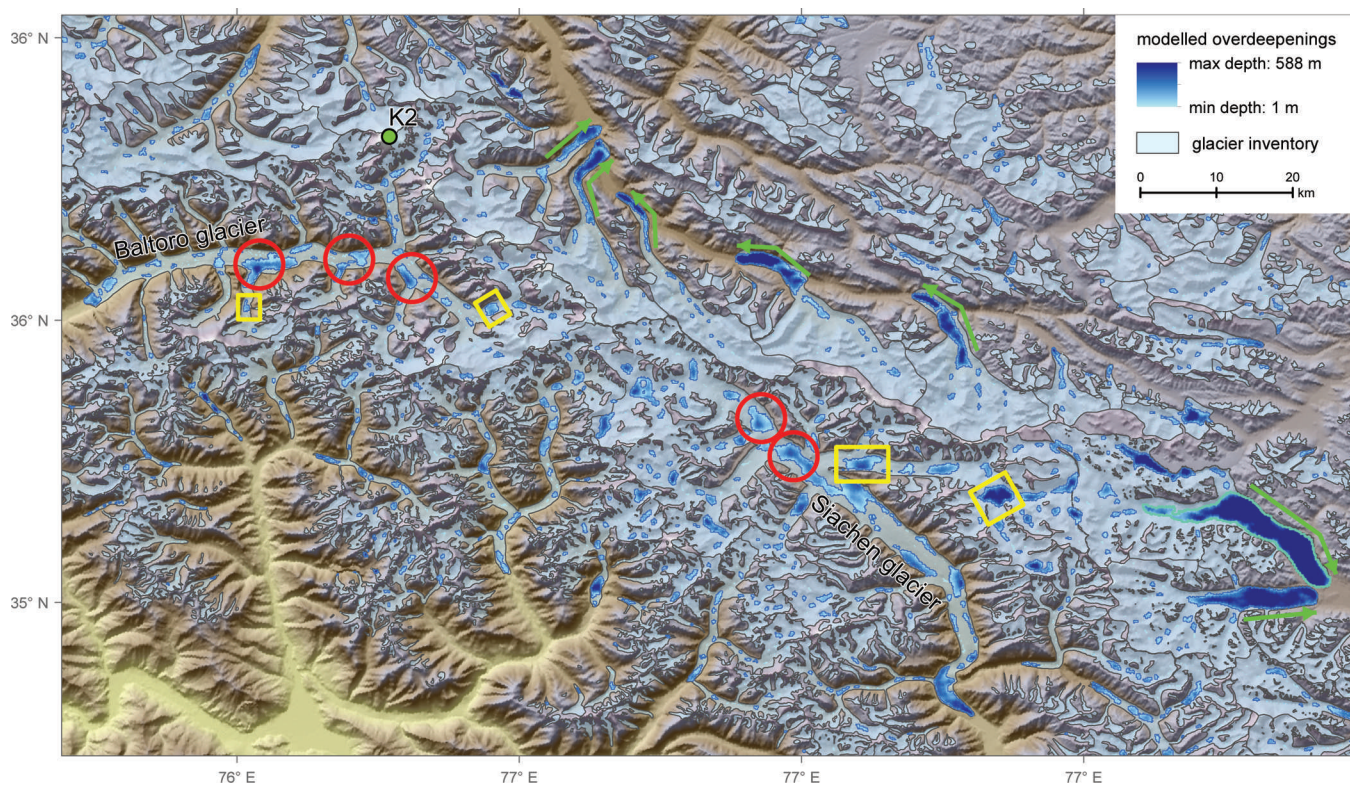 36° N
K2
Baltoro glacier
36° N
Siachen glacier
35° N
76° E
77° E
77° E
77° E
modelled overdeepenings
max depth: 588 m
min depth: 1 m
glacier inventory
0 10 20
km